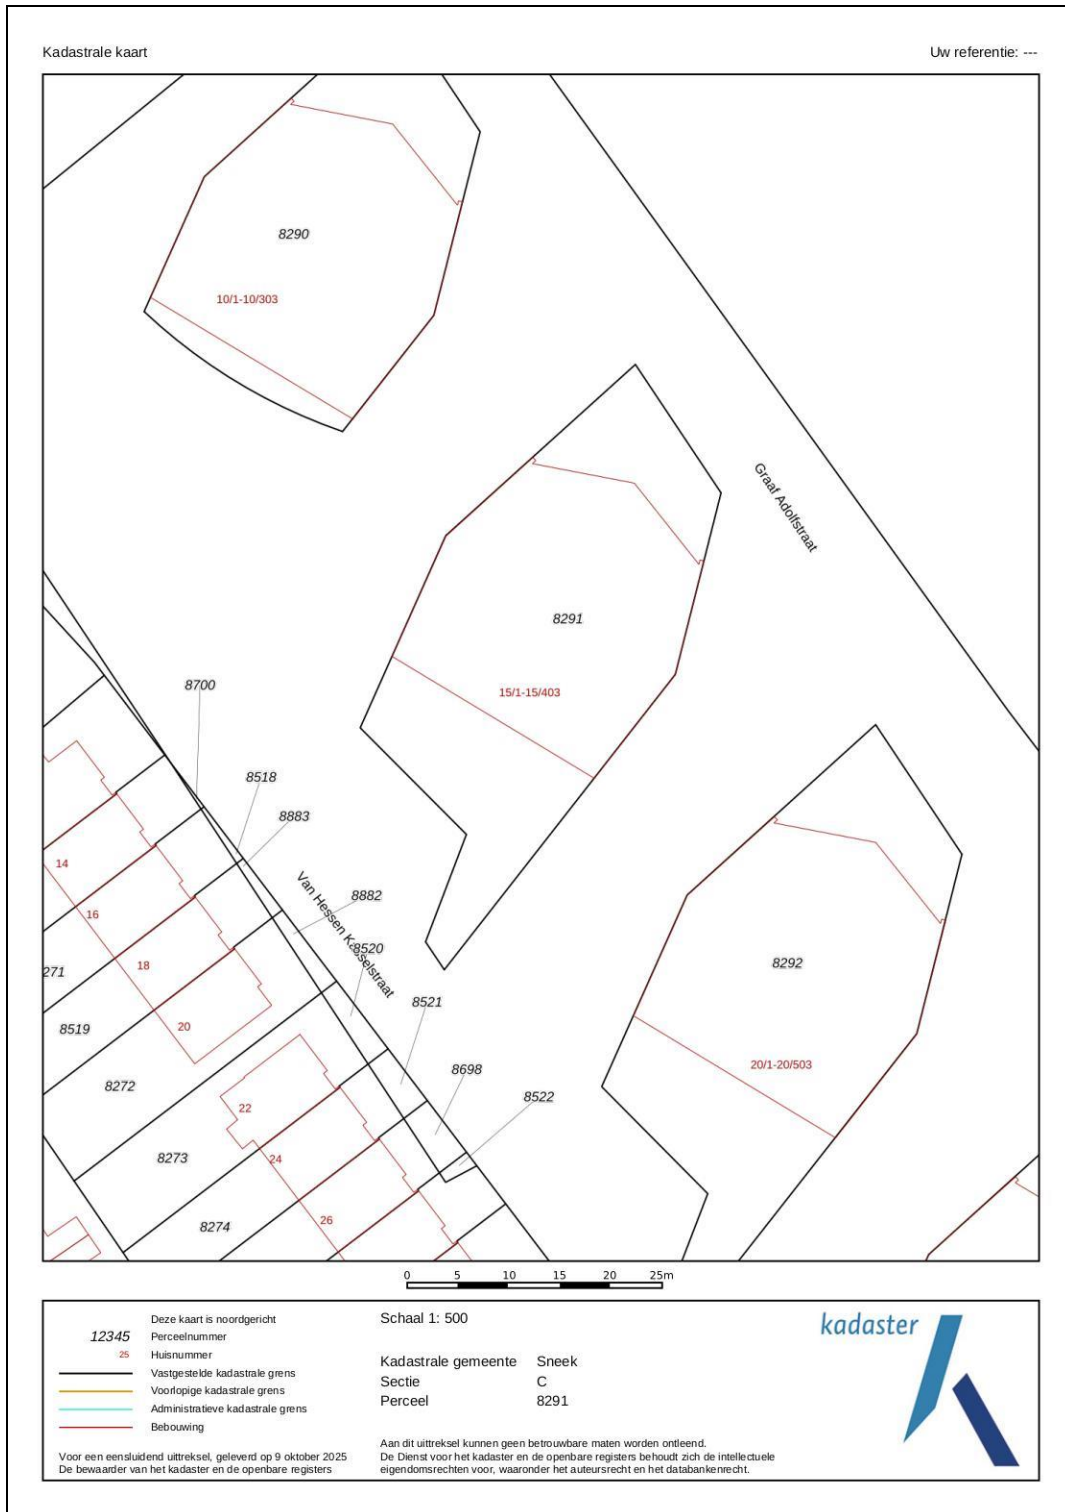 Kadastrale kaart
Uw referentie: ---
8290
10/1-10/303
Graaf Adolfstraat
8291
15/1-15/403
8700
8518
8883
Van Hessen Kasselstraat
8882
8520
8521
8698
8522
8292
20/1-20/503
14
16
18
20
271
8519
8272
22
24
26
8273
8274
0 5 10 15 20 25m
Deze kaart is noordgericht
12345 Perceelnummer
25 Huisnummer
Vastgestelde kadastrale grens
Voorlopige kadastrale grens
Administratieve kadastrale grens
Bebouwing
Voor een eensluidend uittreksel, geleverd op 9 oktober 2025
De bewaarder van het kadaster en de openbare registers
Schaal 1: 500
Kadastrale gemeente Sneek
Sectie C
Perceel 8291
Aan dit uittreksel kunnen geen betrouwbare maten worden ontleend.
De Dienst voor het kadaster en de openbare registers behoudt zich de intellectuele
eigendomsrechten voor, waaronder het auteursrecht en het databankenrecht.
kadaster